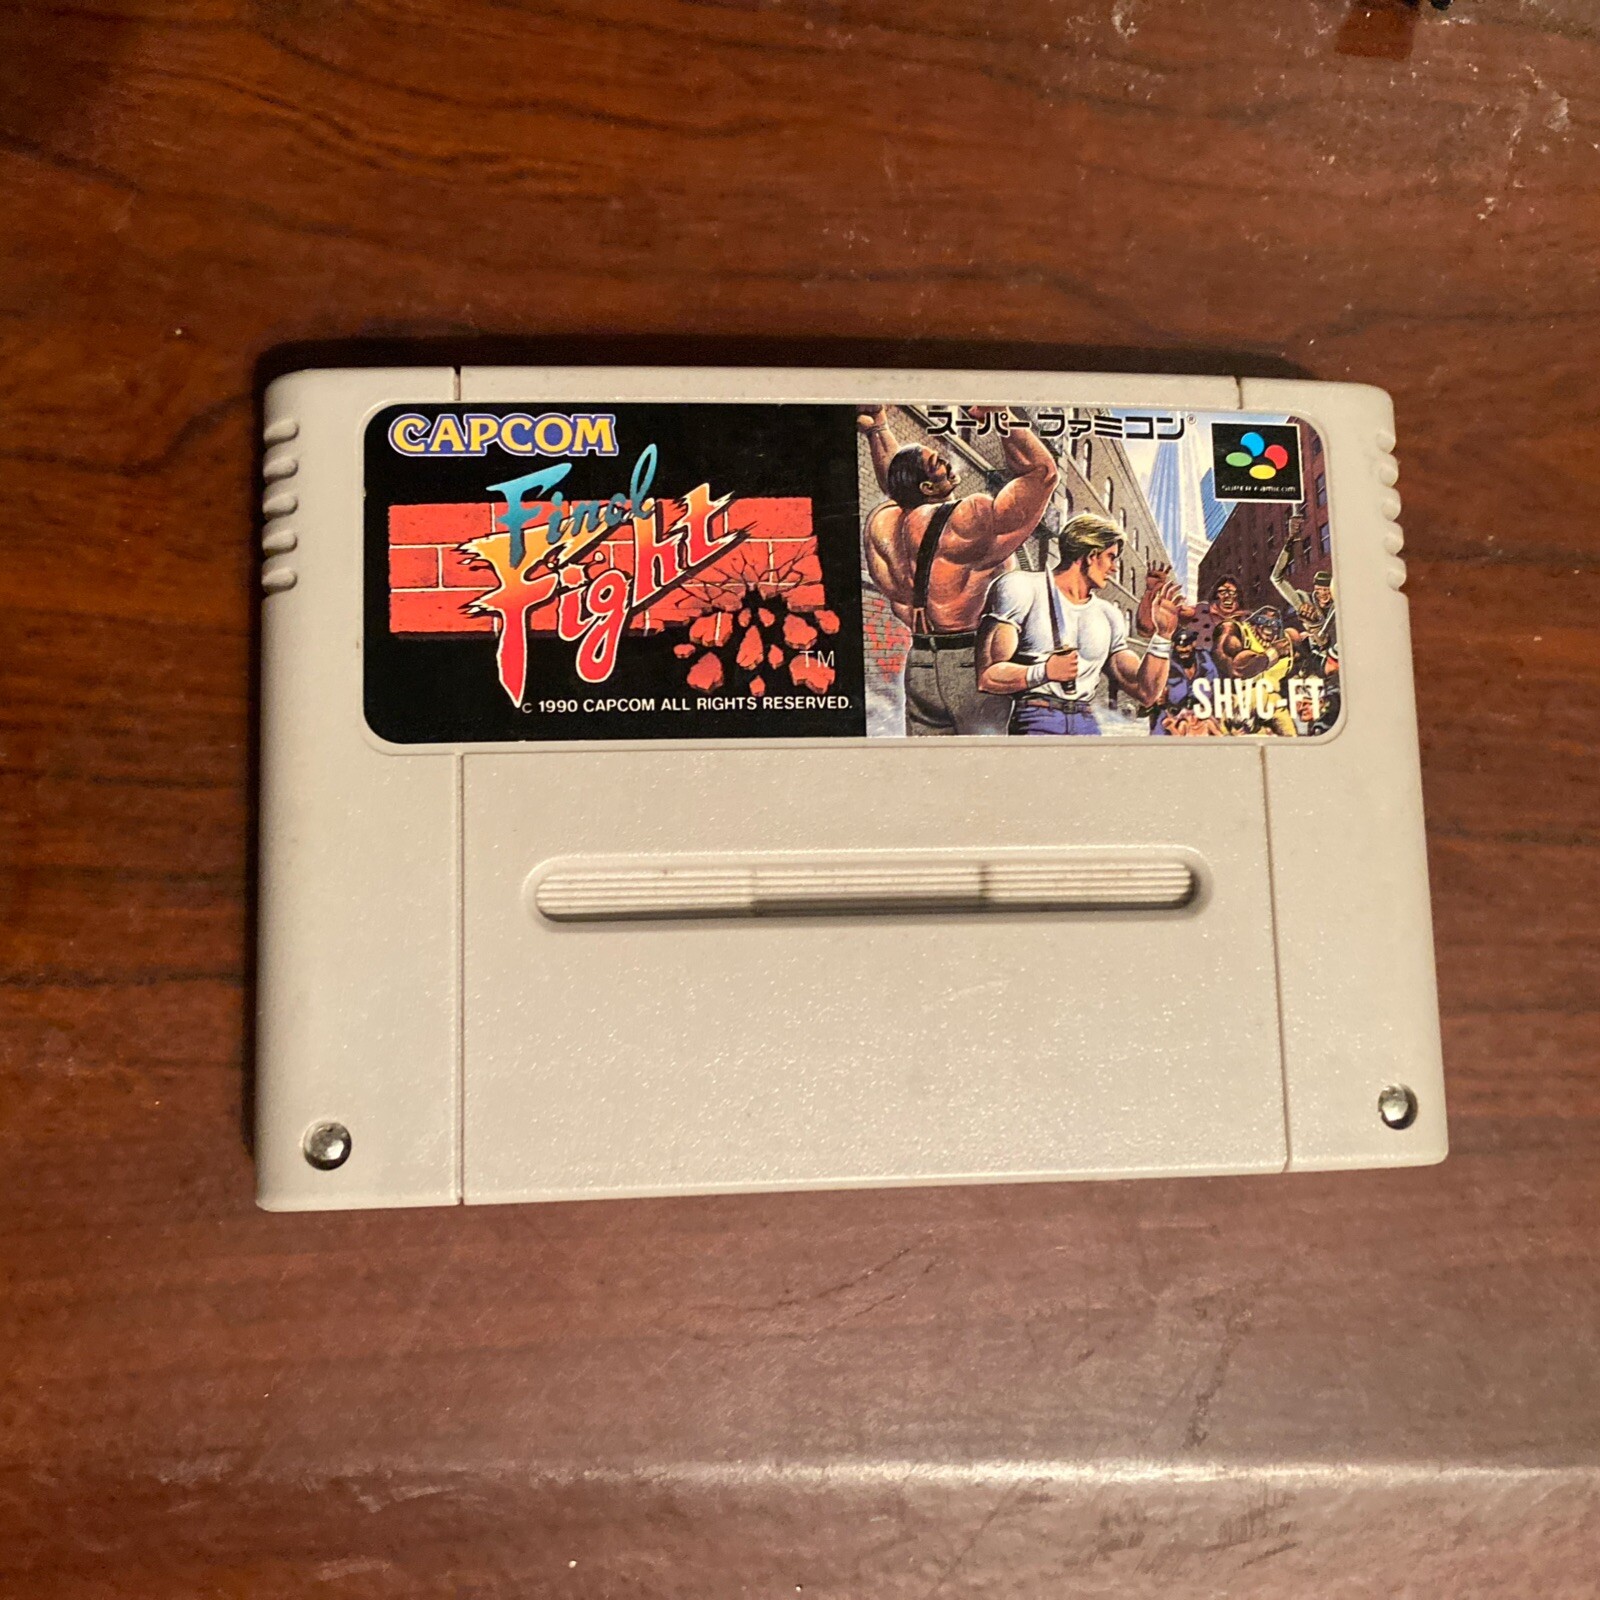 CAPCOM
Final
Fight
TM
c 1990 CAPCOM ALL RIGHTS RESERVED.
スーパーファミコン®
SUPER FAMICOM
SHVC-FT